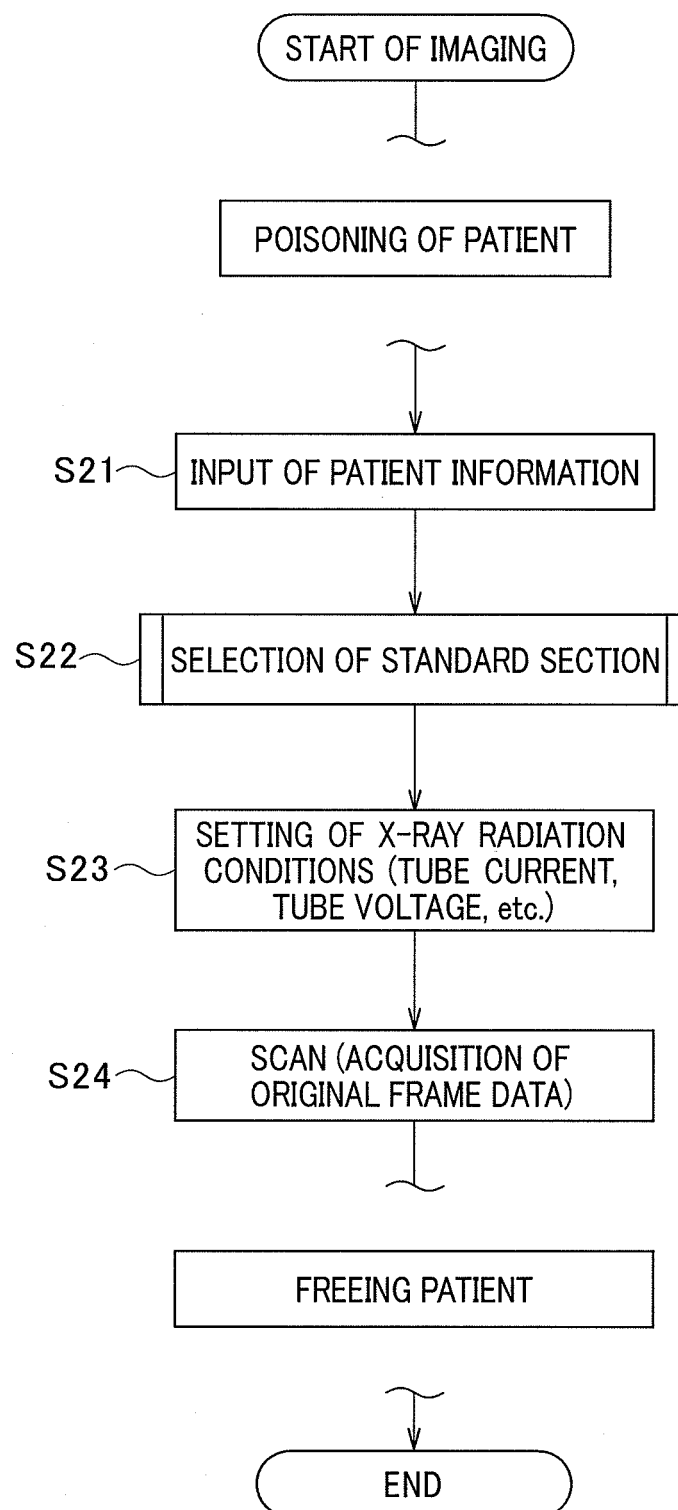 START OF IMAGING
POISONING OF PATIENT
S21
INPUT OF PATIENT INFORMATION
S22
SELECTION OF STANDARD SECTION
S23
SETTING OF X-RAY RADIATION
CONDITIONS (TUBE CURRENT,
TUBE VOLTAGE, etc.)
S24
SCAN (ACQUISITION OF
ORIGINAL FRAME DATA)
FREEING PATIENT
END